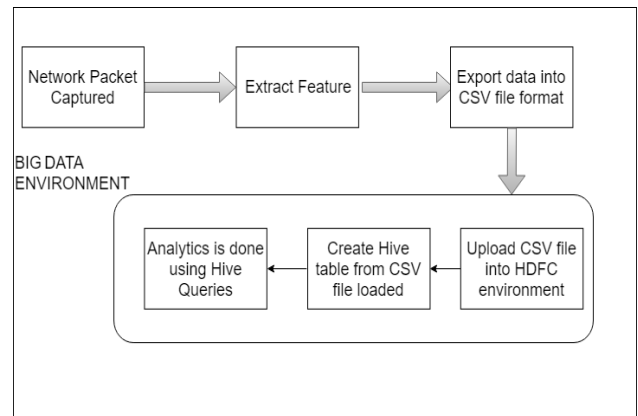 Network Packet
Captured
Extract Feature
Export data into
CSV file format
BIG DATA
ENVIRONMENT
Analytics is done
using Hive
Queries
Create Hive
table from CSV
file loaded
Upload CSV file
into HDFC
environment